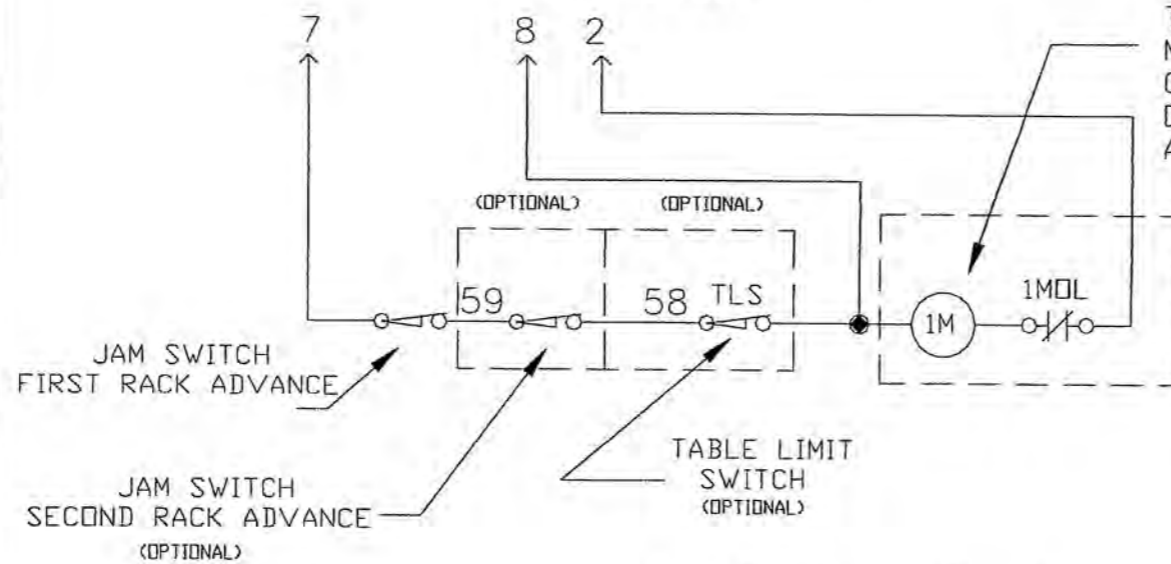 7
8
2
(OPTIONAL)
(OPTIONAL)
59
58
TLS
1M
1MOL
JAM SWITCH
FIRST RACK ADVANCE
JAM SWITCH
SECOND RACK ADVANCE
(OPTIONAL)
TABLE LIMIT
SWITCH
(OPTIONAL)